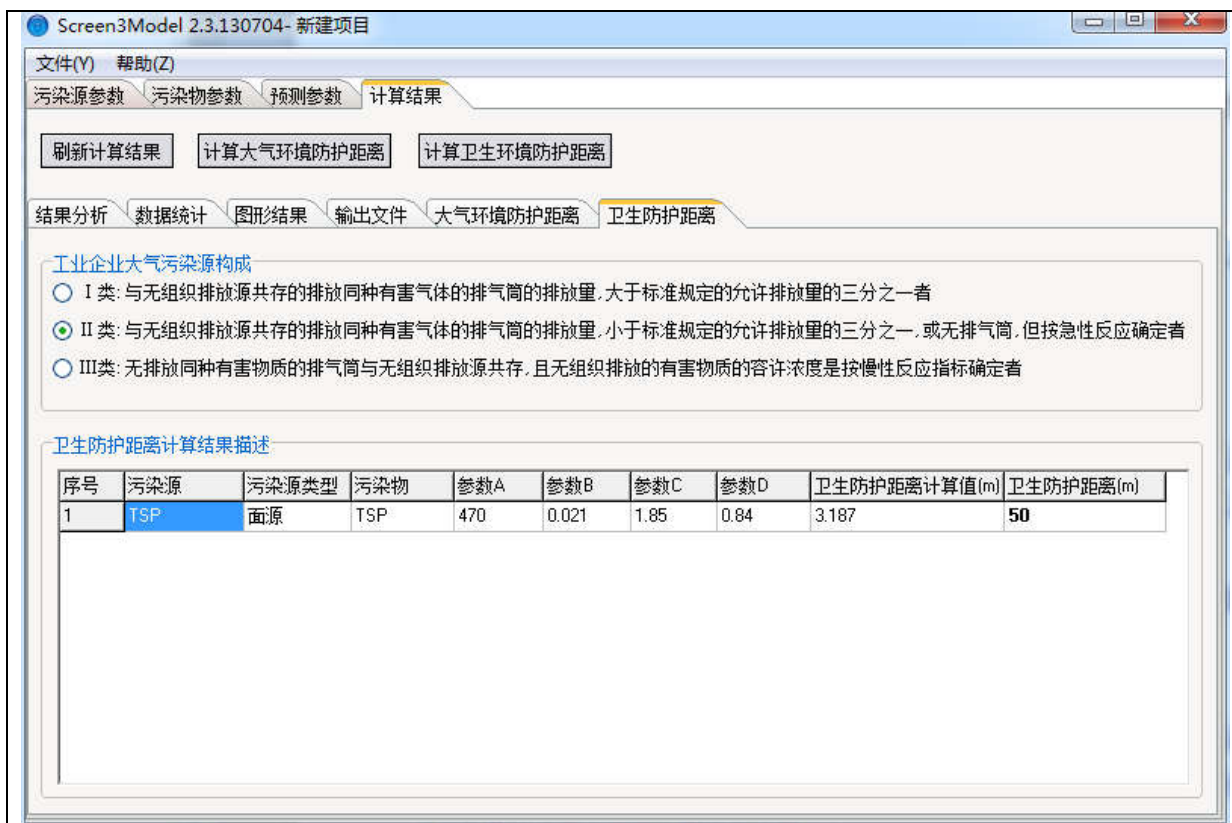 Screen3Model 2.3.130704- 新建项目
文件(Y) 帮助(Z)
污染源参数 污染物参数 预测参数 计算结果
刷新计算结果 计算大气环境防护距离 计算卫生环境防护距离
结果分析 数据统计 图形结果 输出文件 大气环境防护距离 卫生防护距离
工业企业大气污染源构成
I 类: 与无组织排放源共存的排放同种有害气体的排气筒的排放量,大于标准规定的允许排放量的三分之一者
II 类: 与无组织排放源共存的排放同种有害气体的排气筒的排放量,小于标准规定的允许排放量的三分之一,或无排气筒,但按急性反应确定者
III类: 无排放同种有害物质的排气筒与无组织排放源共存,且无组织排放的有害物质的容许浓度是按慢性反应指标确定者
卫生防护距离计算结果描述
序号 污染源 污染源类型 污染物 参数A 参数B 参数C 参数D 卫生防护距离计算值(m) 卫生防护距离(m)
1 TSP 面源 TSP 470 0.021 1.85 0.84 3.187 50